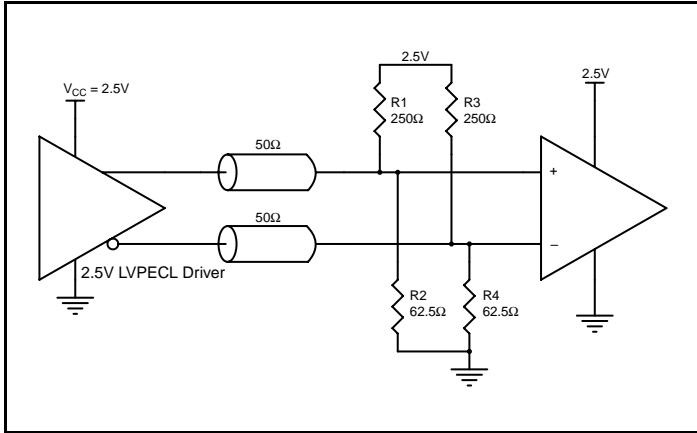 2.5V
V_CC = 2.5V
2.5V
R1
250Ω
R3
250Ω
50Ω
+
50Ω
−
2.5V LVPECL Driver
R2
62.5Ω
R4
62.5Ω